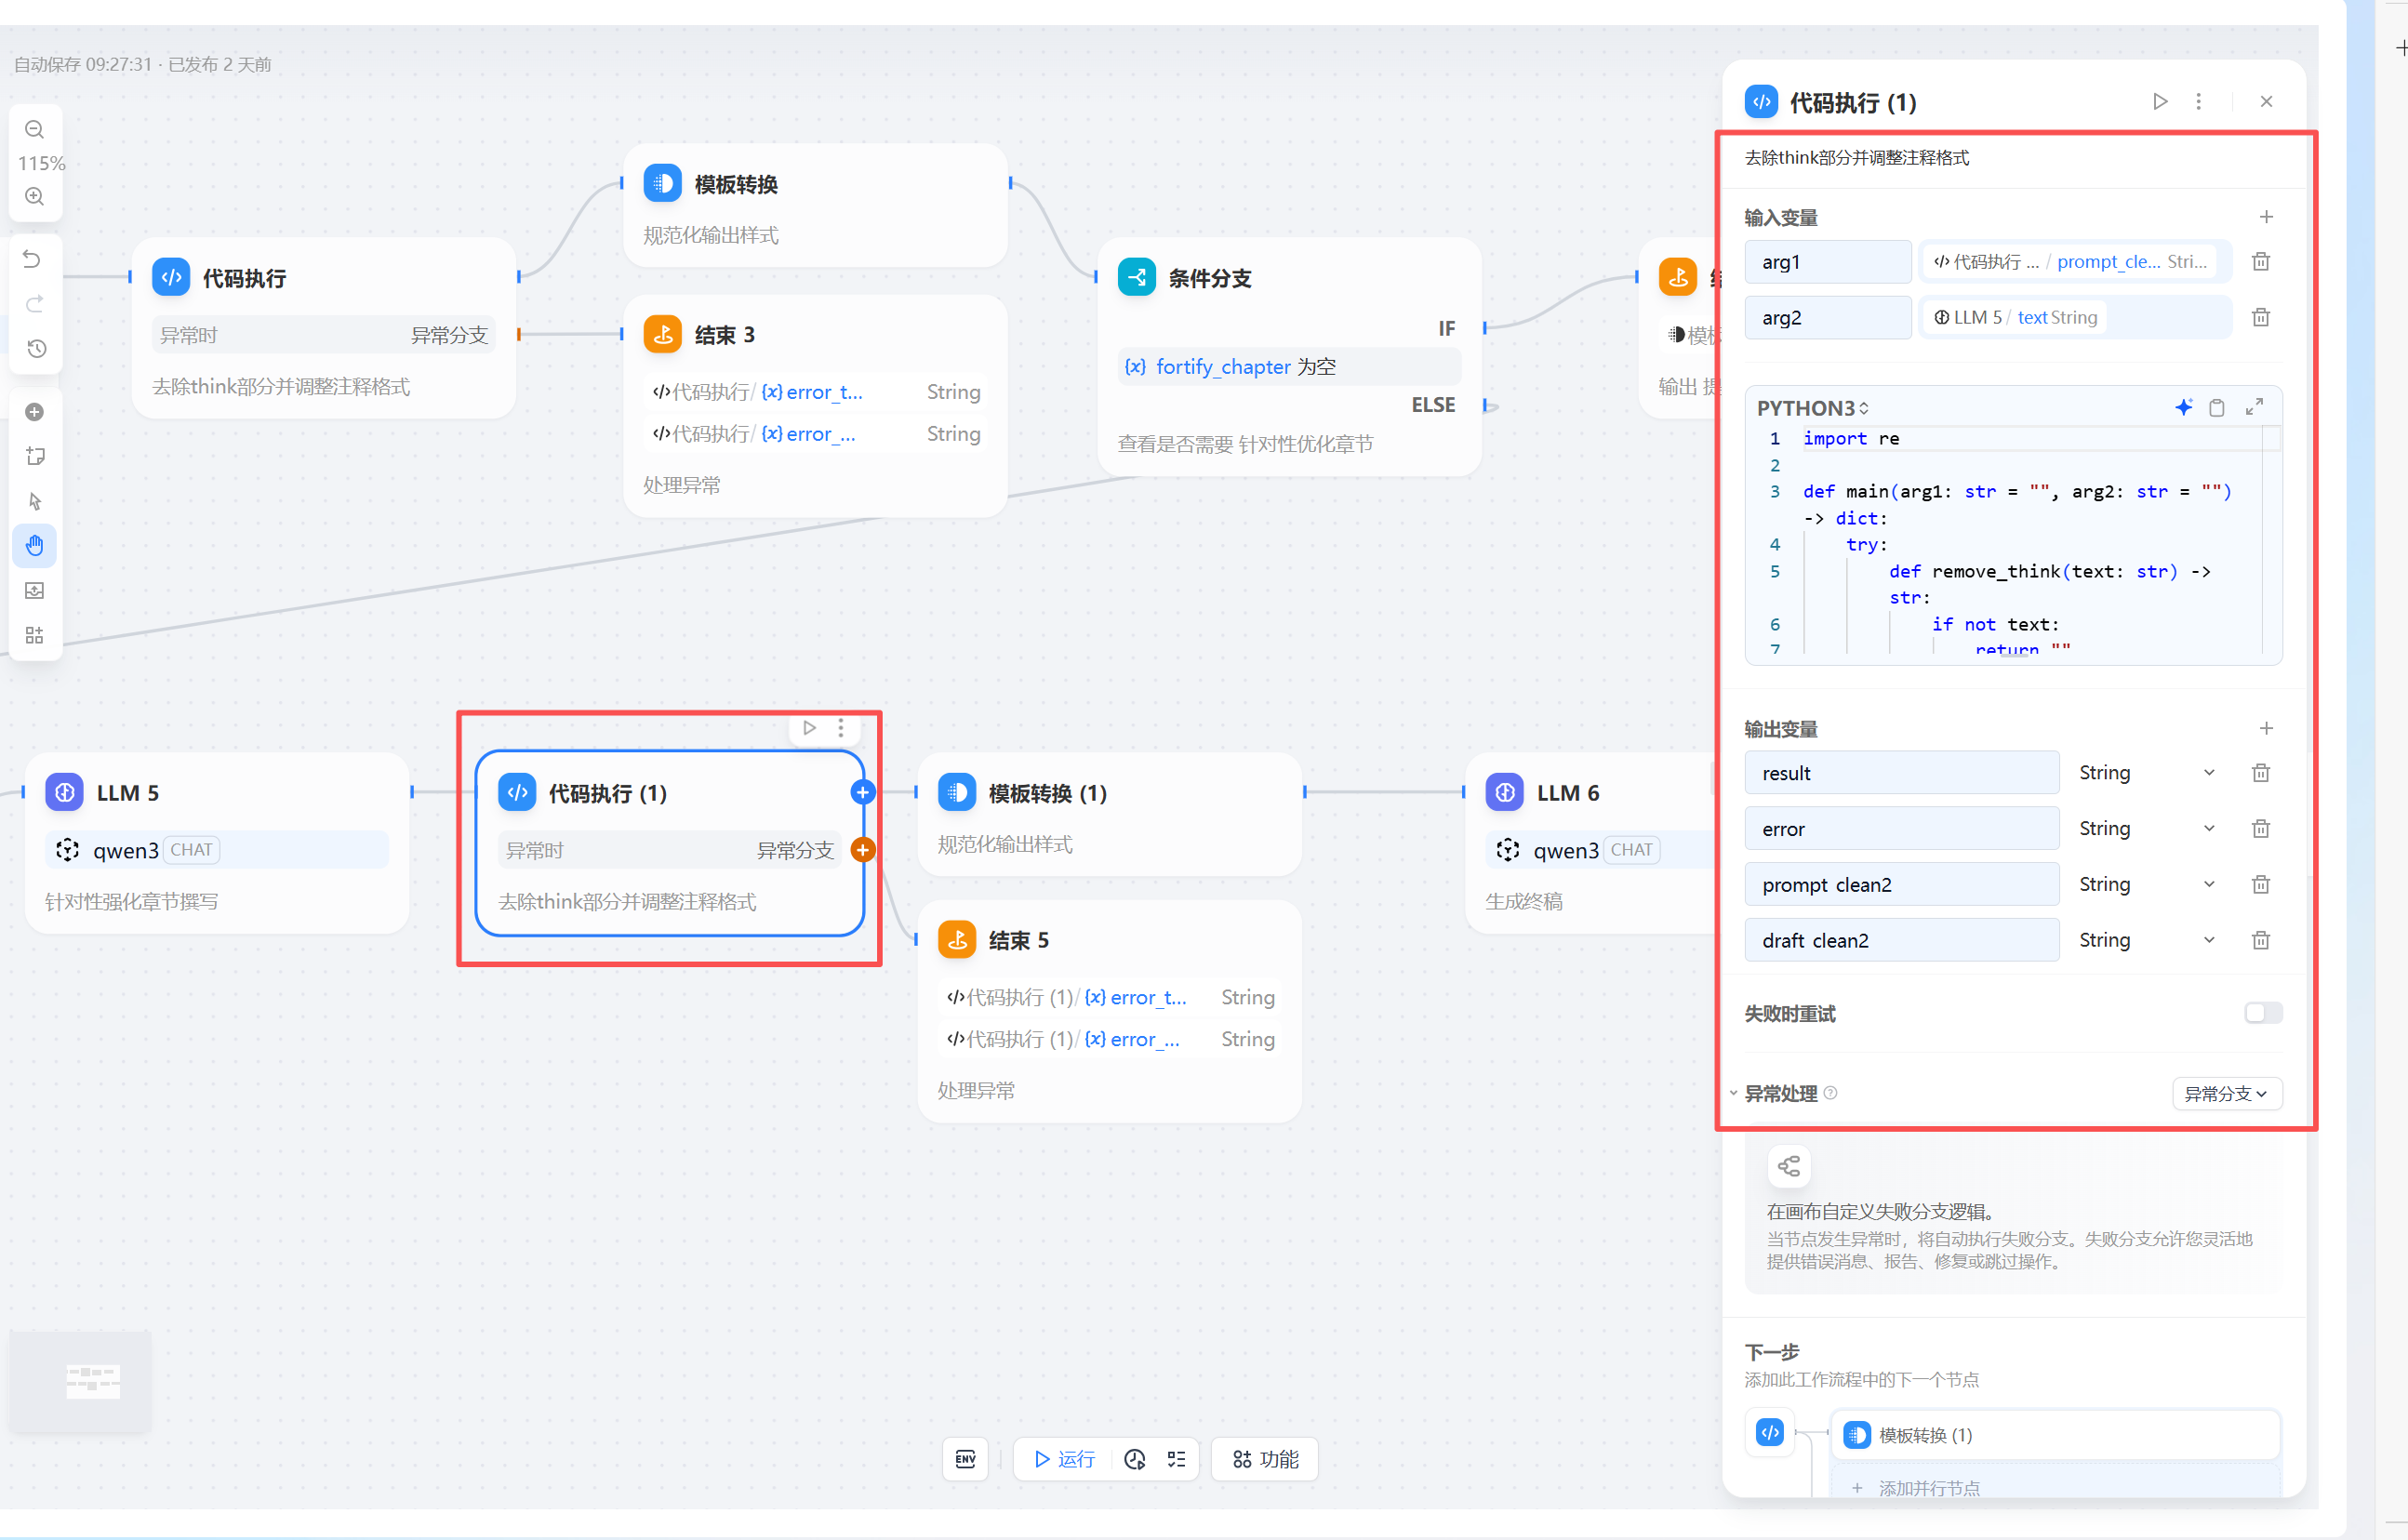 自动保存 09:27:31 · 已发布 2 天前
115%
代码执行
异常时 异常分支
去除think部分并调整注释格式
模板转换
规范化输出样式
结束 3
代码执行/ {x} error_t... String
代码执行/ {x} error_... String
处理异常
条件分支
IF
{x} fortify_chapter 为空
ELSE
查看是否需要 针对性优化章节
输出
LLM 5
qwen3 CHAT
针对性强化章节撰写
代码执行 (1)
异常时 异常分支
去除think部分并调整注释格式
模板转换 (1)
规范化输出样式
结束 5
代码执行 (1)/ {x} error_t... String
代码执行 (1)/ {x} error_... String
处理异常
LLM 6
qwen3 CHAT
生成终稿
ENV
运行
功能
代码执行 (1)
去除think部分并调整注释格式
输入变量
arg1 代码执行 ... / prompt_cle... Stri...
arg2 LLM 5/ text String
PYTHON3
1 import re
2
3 def main(arg1: str = "", arg2: str = "")
-> dict:
4 try:
5 def remove_think(text: str) ->
str:
6 if not text:
7 return ""
输出变量
result String
error String
prompt clean2 String
draft clean2 String
失败时重试
异常处理 异常分支
在画布自定义失败分支逻辑。
当节点发生异常时，将自动执行失败分支。失败分支允许您灵活地
提供错误消息、报告、修复或跳过操作。
下一步
添加此工作流程中的下一个节点
模板转换 (1)
+ 添加并行节点